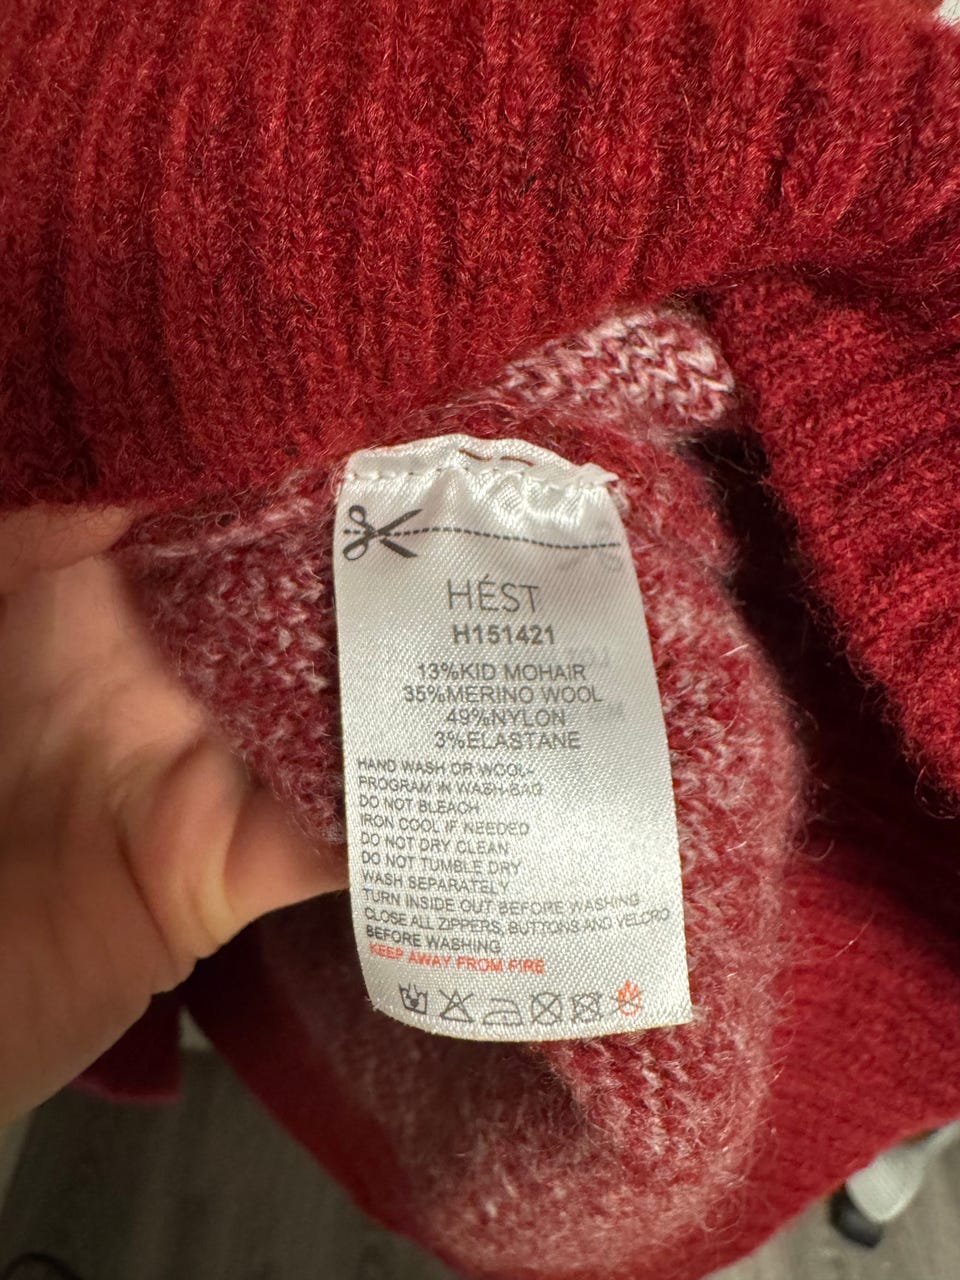 HÉST
H151421
13%KID MOHAIR
35%MERINO WOOL
49%NYLON
3%ELASTANE
HAND WASH OR WOOL-
PROGRAM IN WASH-BAG
DO NOT BLEACH
IRON COOL IF NEEDED
DO NOT DRY CLEAN
DO NOT TUMBLE DRY
WASH SEPARATELY
TURN INSIDE OUT BEFORE WASHING
CLOSE ALL ZIPPERS, BUTTONS AND VELCRO
BEFORE WASHING
KEEP AWAY FROM FIRE